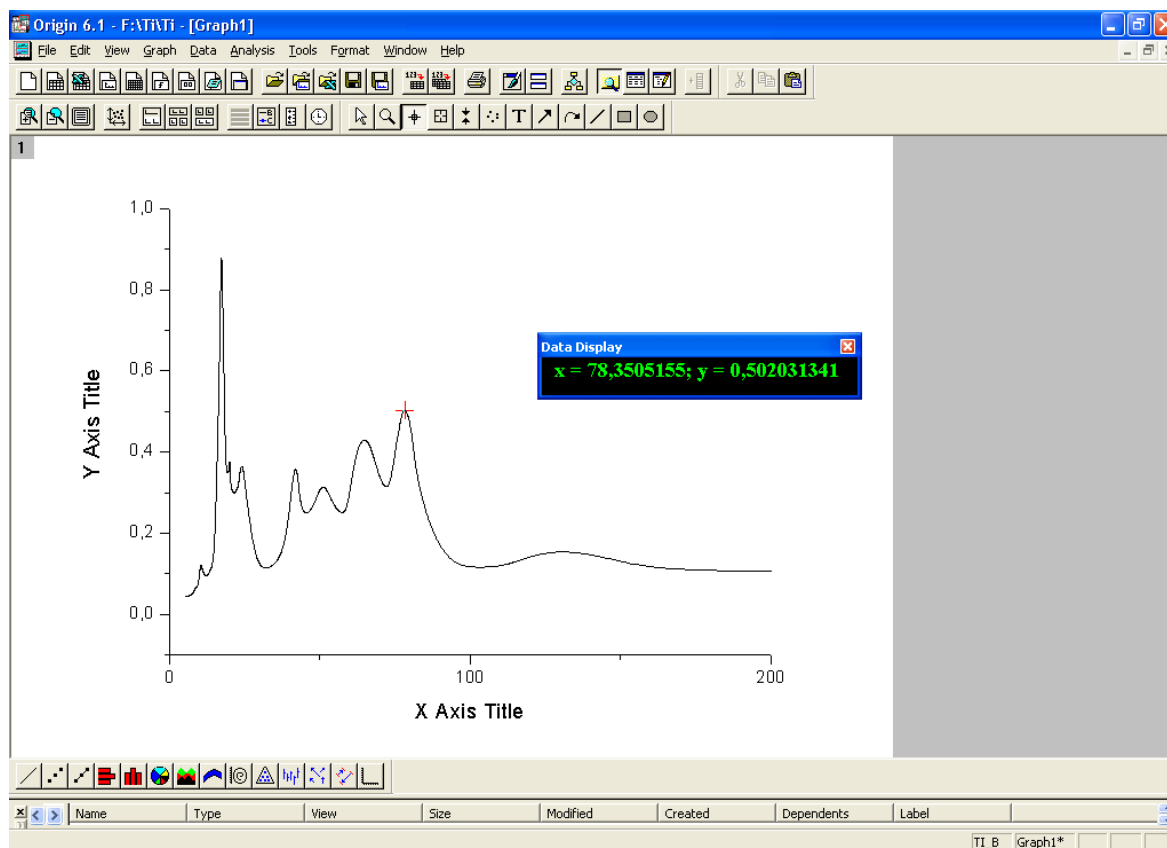 Origin 6.1 - F:\Ti\Ti - [Graph1]
File Edit View Graph Data Analysis Tools Format Window Help
1
1,0
0,8
0,6
0,4
0,2
0,0
Y Axis Title
0 100 200
X Axis Title
Data Display
x = 78,3505155; y = 0,502031341
Name Type View Size Modified Created Dependents Label
TI_B Graph1*